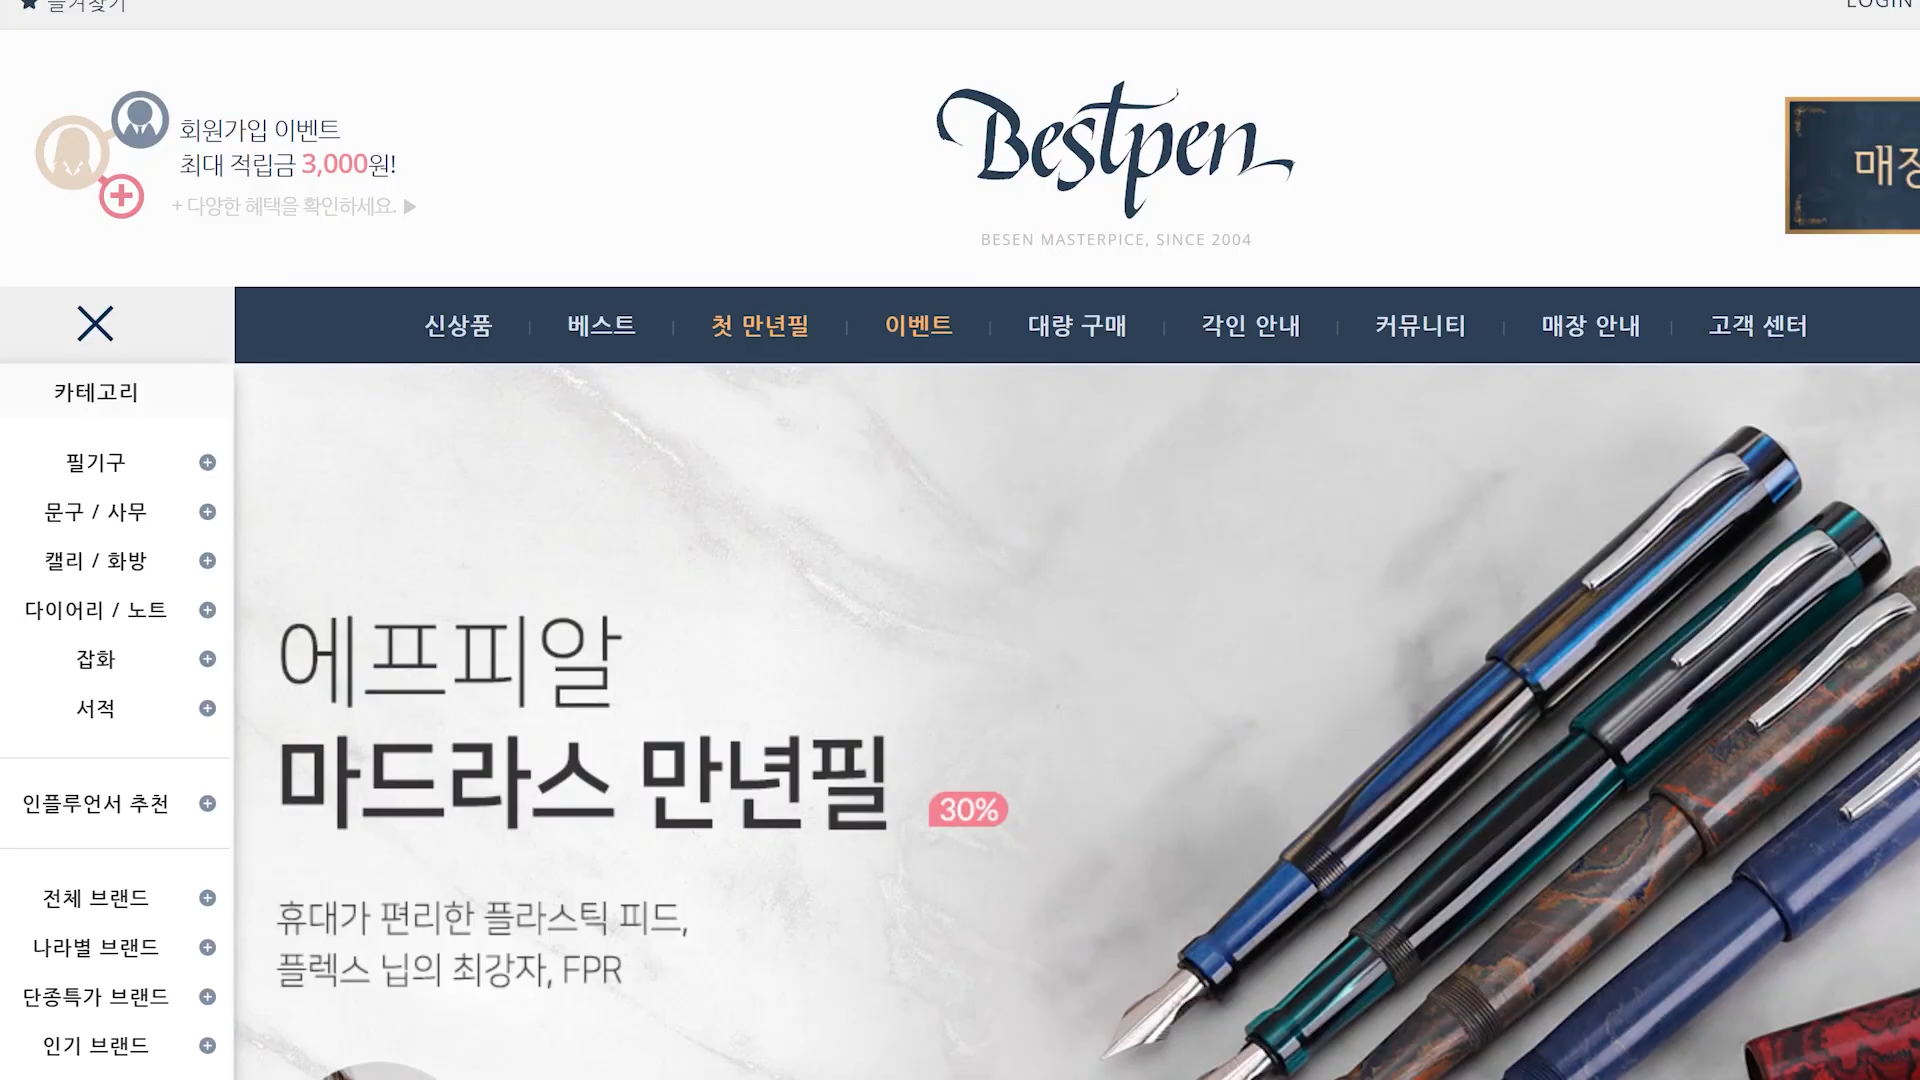 즐겨찾기
LOGIN
회원가입 이벤트
최대 적립금 3,000원!
+ 다양한 혜택을 확인하세요. ▶
Bestpen
BESEN MASTERPICE, SINCE 2004
신상품 | 베스트 | 첫 만년필 | 이벤트 | 대량 구매 | 각인 안내 | 커뮤니티 | 매장 안내 | 고객 센터
카테고리
필기구
문구 / 사무
캘리 / 화방
다이어리 / 노트
잡화
서적
인플루언서 추천
전체 브랜드
나라별 브랜드
단종특가 브랜드
인기 브랜드
에프피알
마드라스 만년필
30%
휴대가 편리한 플라스틱 피드,
플렉스 닙의 최강자, FPR